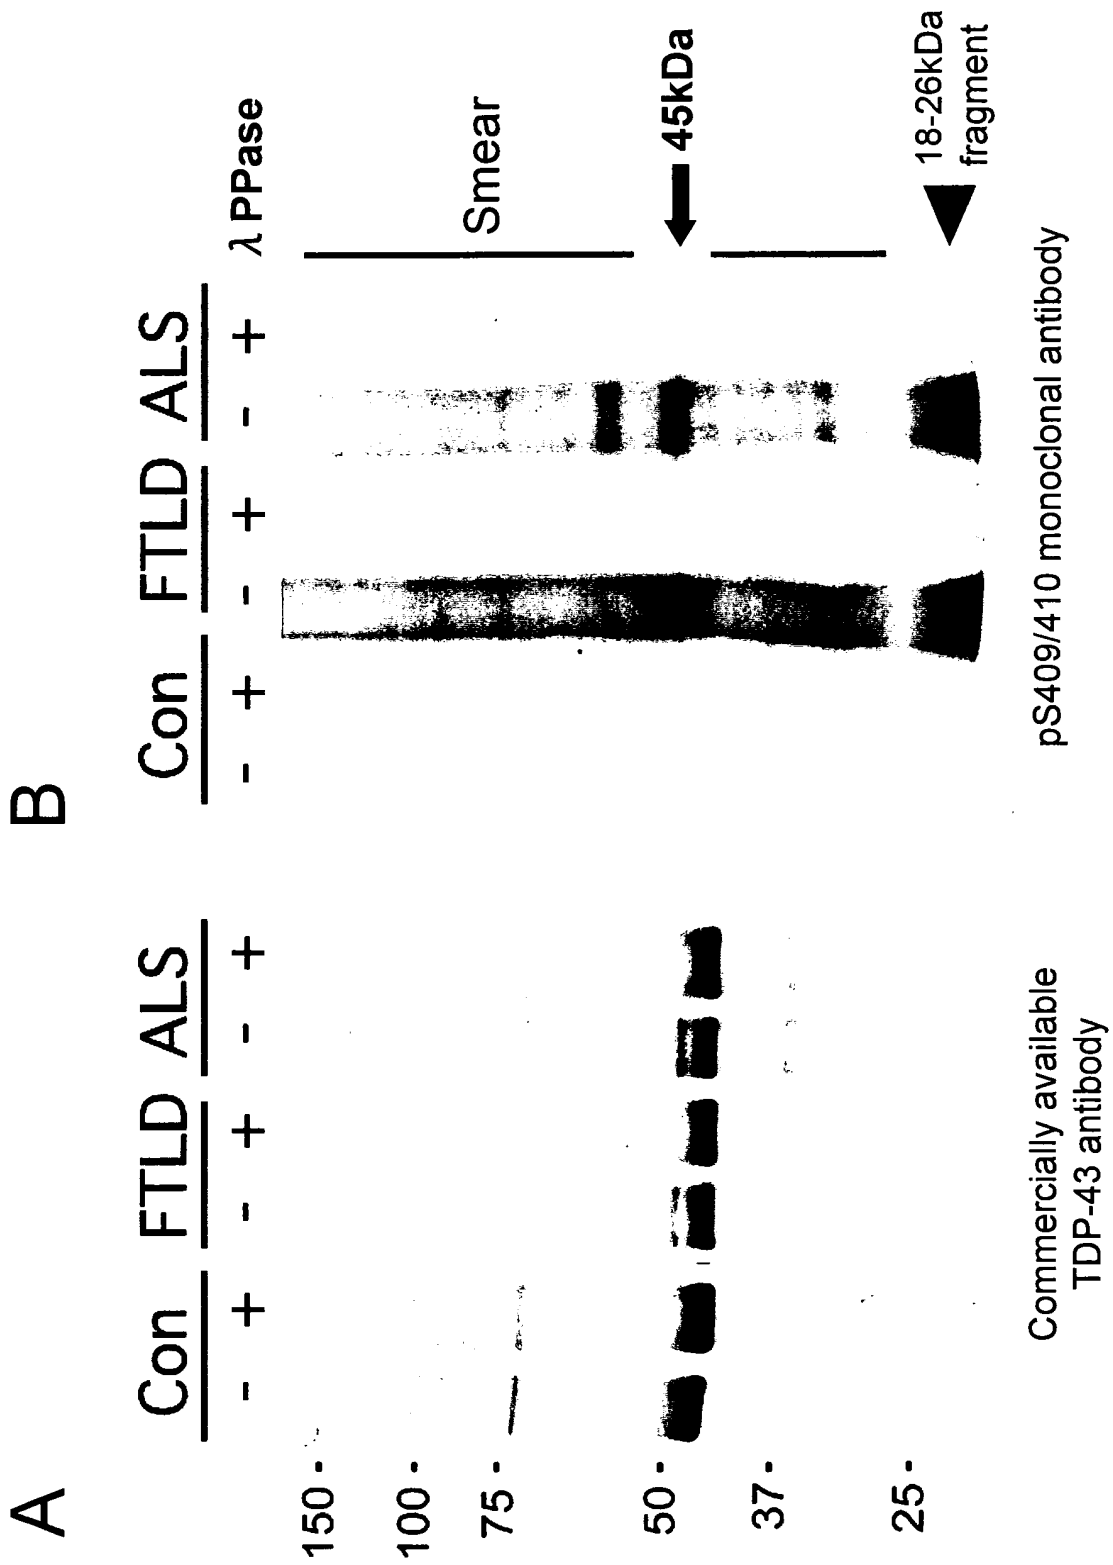 A
Con FTLD ALS
- + - + - +
150 -
100 -
75 -
50 -
37 -
25 -
Commercially available
TDP-43 antibody
B
Con FTLD ALS
- + - + - + λ PPase
Smear
45kDa
18-26kDa
fragment
pS409/410 monoclonal antibody